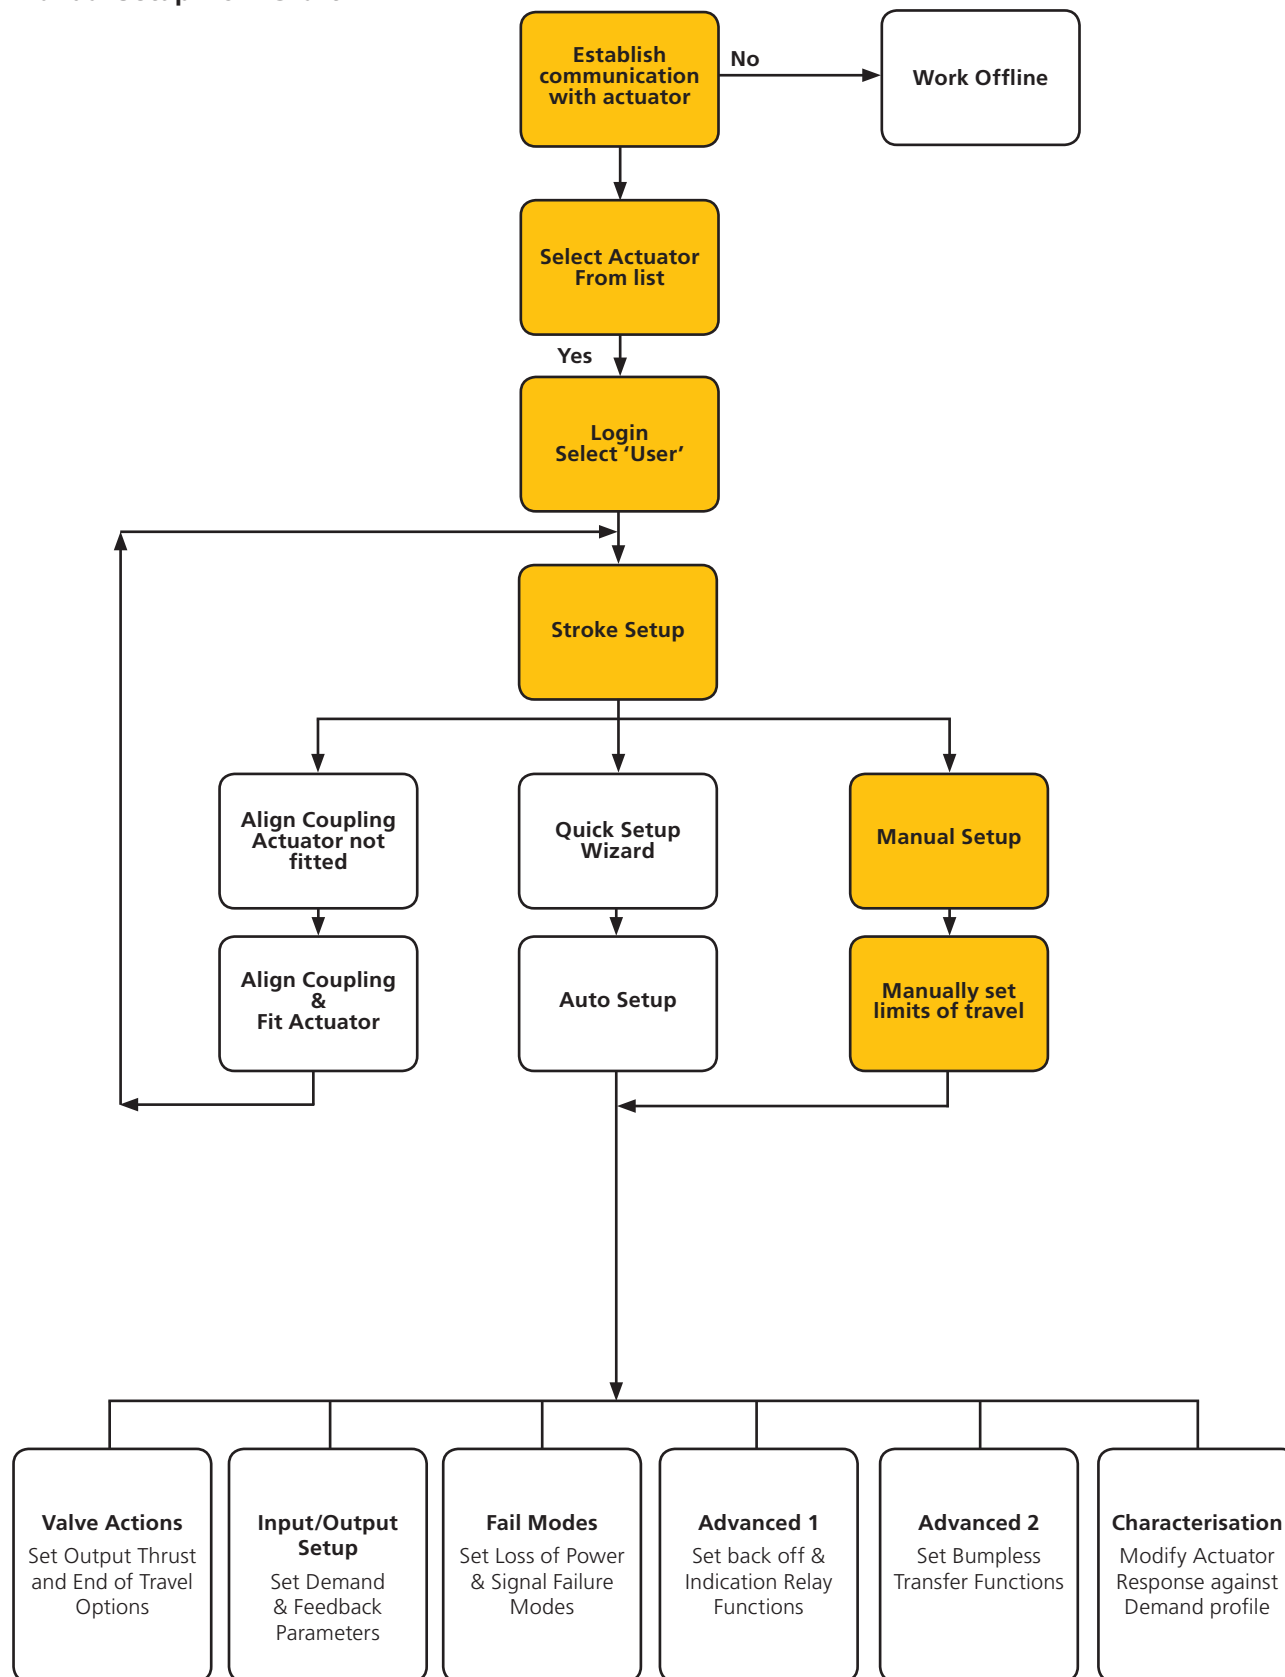 Establish
communication
with actuator
No
Work Offline
Select Actuator
From list
Yes
Login
Select ‘User’
Stroke Setup
Align Coupling
Actuator not
fitted
Quick Setup
Wizard
Manual Setup
Align Coupling
&
Fit Actuator
Auto Setup
Manually set
limits of travel
Valve Actions
Set Output Thrust
and End of Travel
Options
Input/Output
Setup
Set Demand
& Feedback
Parameters
Fail Modes
Set Loss of Power
& Signal Failure
Modes
Advanced 1
Set back off &
Indication Relay
Functions
Advanced 2
Set Bumpless
Transfer Functions
Characterisation
Modify Actuator
Response against
Demand profile